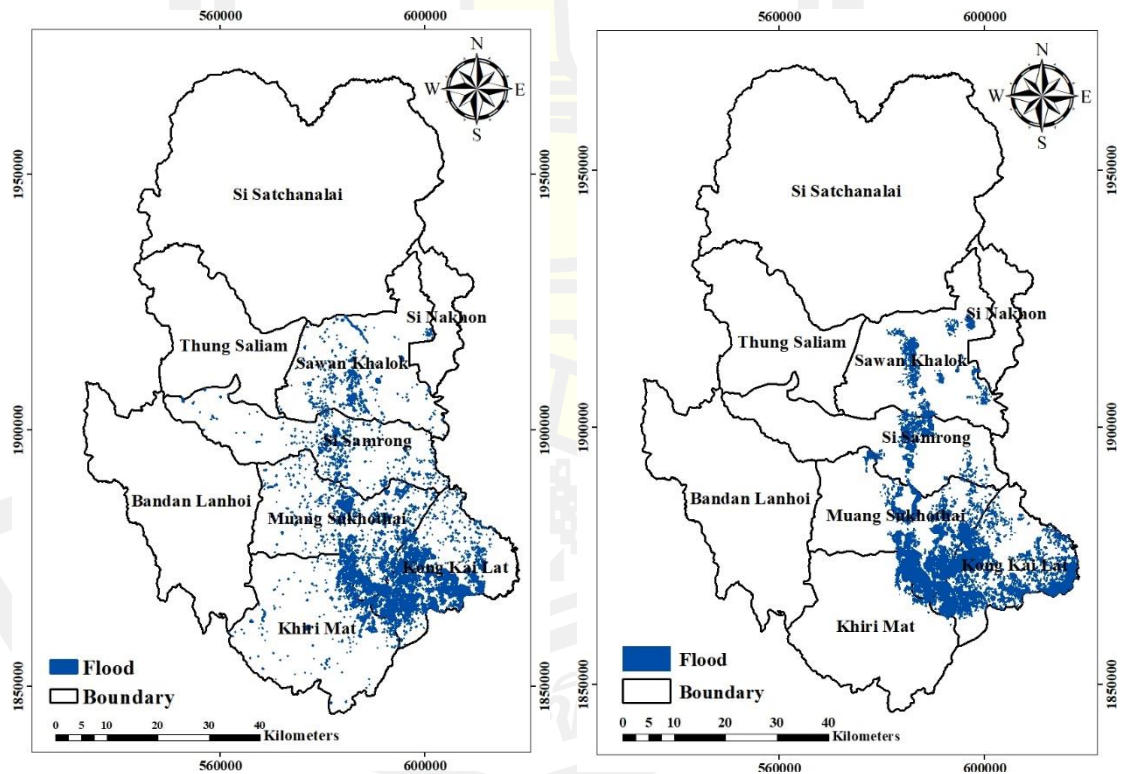 560000
600000
N
W
E
S
1950000
1900000
1850000
Si Satchanalai
Si Nakhon
Thung Saliam
Sawan Khalok
Si Samrong
Bandan Lanhoi
Muang Sukhothai
Kong Kai Lat
Khiri Mat
Flood
Boundary
0 5 10 20 30 40
Kilometers
560000
600000
560000
600000
N
W
E
S
1950000
1950000
1900000
1900000
1850000
1850000
Si Satchanalai
Si Nakhon
Thung Saliam
Sawan Khalok
Si Samrong
Bandan Lanhoi
Muang Sukhothai
Kong Kai Lat
Khiri Mat
Flood
Boundary
0 5 10 20 30 40
Kilometers
560000
600000
1950000
1900000
1850000